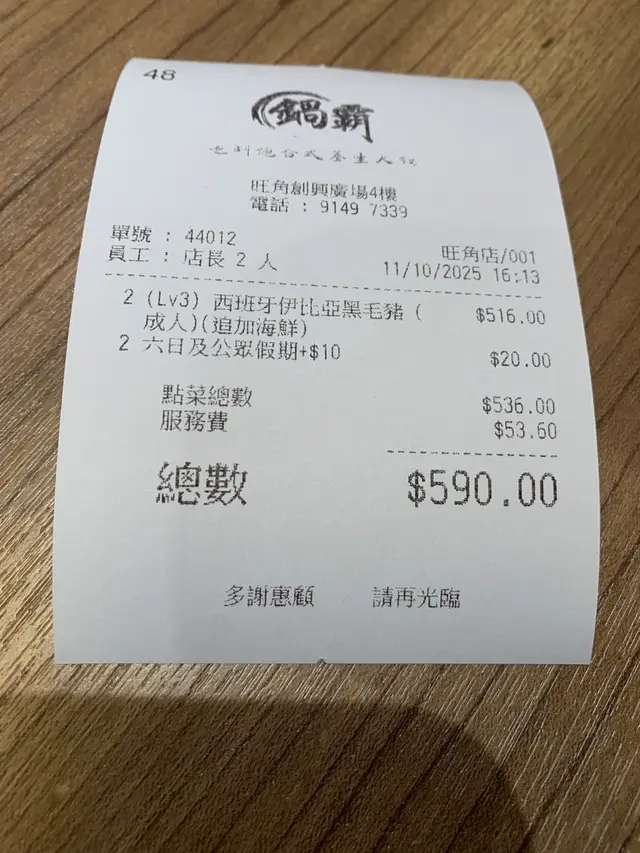 48
鍋霸
旺角創興廣場4樓
電話 : 9149 7339
單號 : 44012
員工 : 店長 2 人
旺角店/001
11/10/2025 16:13
2 (Lv3) 西班牙伊比亞黑毛豬 ( $516.00
成人)(追加海鮮)
2 六日及公眾假期+$10 $20.00
點菜總數 $536.00
服務費 $53.60
總數 $590.00
多謝惠顧 請再光臨